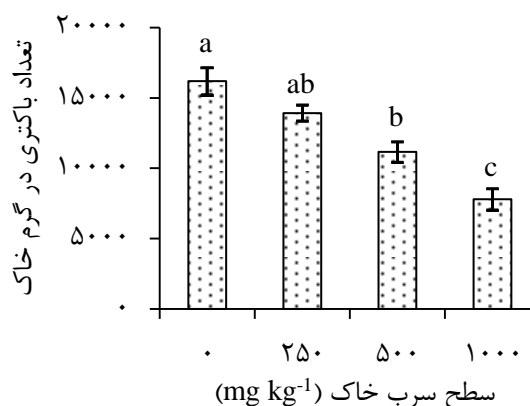 تعداد باکتری در گرم خاک
۲۰۰۰۰
۱۵۰۰۰
۱۰۰۰۰
۵۰۰۰
۰
a
ab
b
c
۰ ۲۵۰ ۵۰۰ ۱۰۰۰
سطح سرب خاک (mg kg⁻¹)